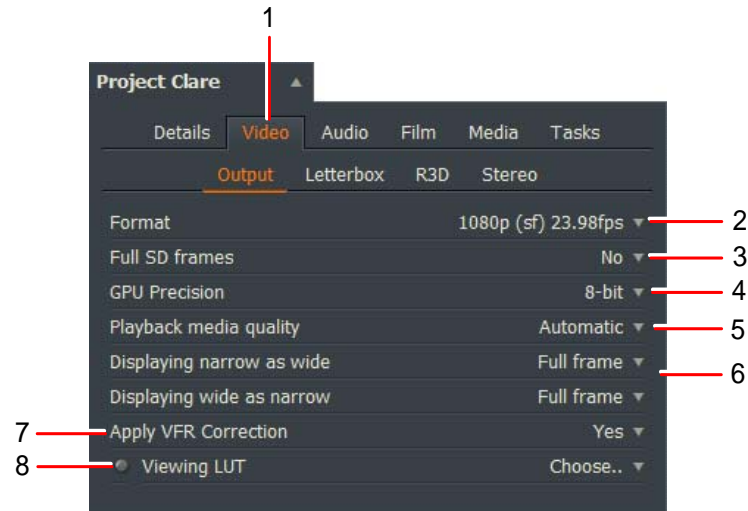 1
Project Clare
Details Video Audio Film Media Tasks
Output Letterbox R3D Stereo
Format 1080p (sf) 23.98fps 2
Full SD frames No 3
GPU Precision 8-bit 4
Playback media quality Automatic 5
Displaying narrow as wide Full frame
6
Displaying wide as narrow Full frame
7 Apply VFR Correction Yes
8 Viewing LUT Choose..